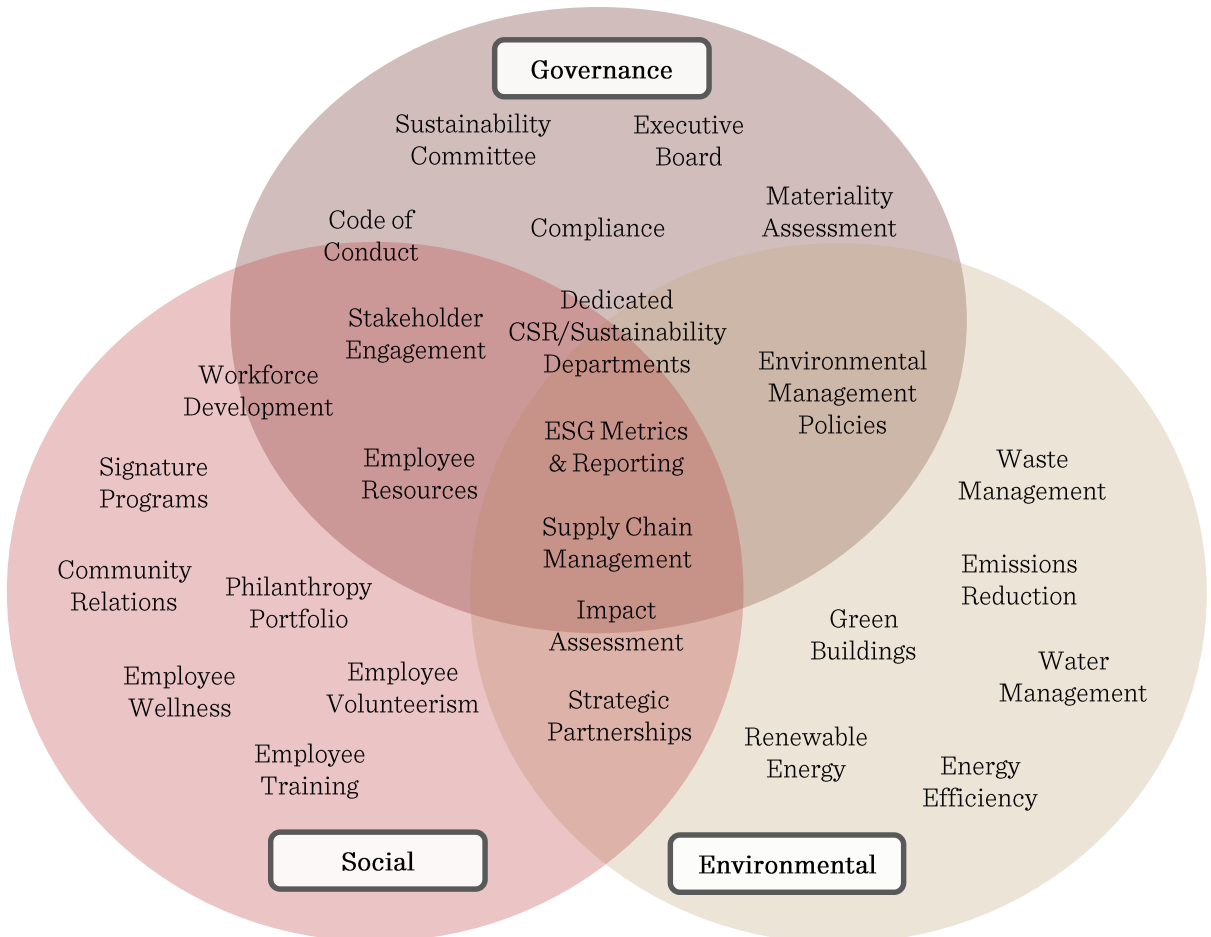 Governance
Sustainability
Committee
Executive
Board
Materiality
Assessment
Code of
Conduct
Compliance
Dedicated
CSR/Sustainability
Departments
Stakeholder
Engagement
Environmental
Management
Policies
Workforce
Development
ESG Metrics
& Reporting
Employee
Resources
Signature
Programs
Waste
Management
Supply Chain
Management
Community
Relations
Philanthropy
Portfolio
Emissions
Reduction
Impact
Assessment
Green
Buildings
Employee
Wellness
Employee
Volunteerism
Water
Management
Strategic
Partnerships
Renewable
Energy
Employee
Training
Energy
Efficiency
Social
Environmental